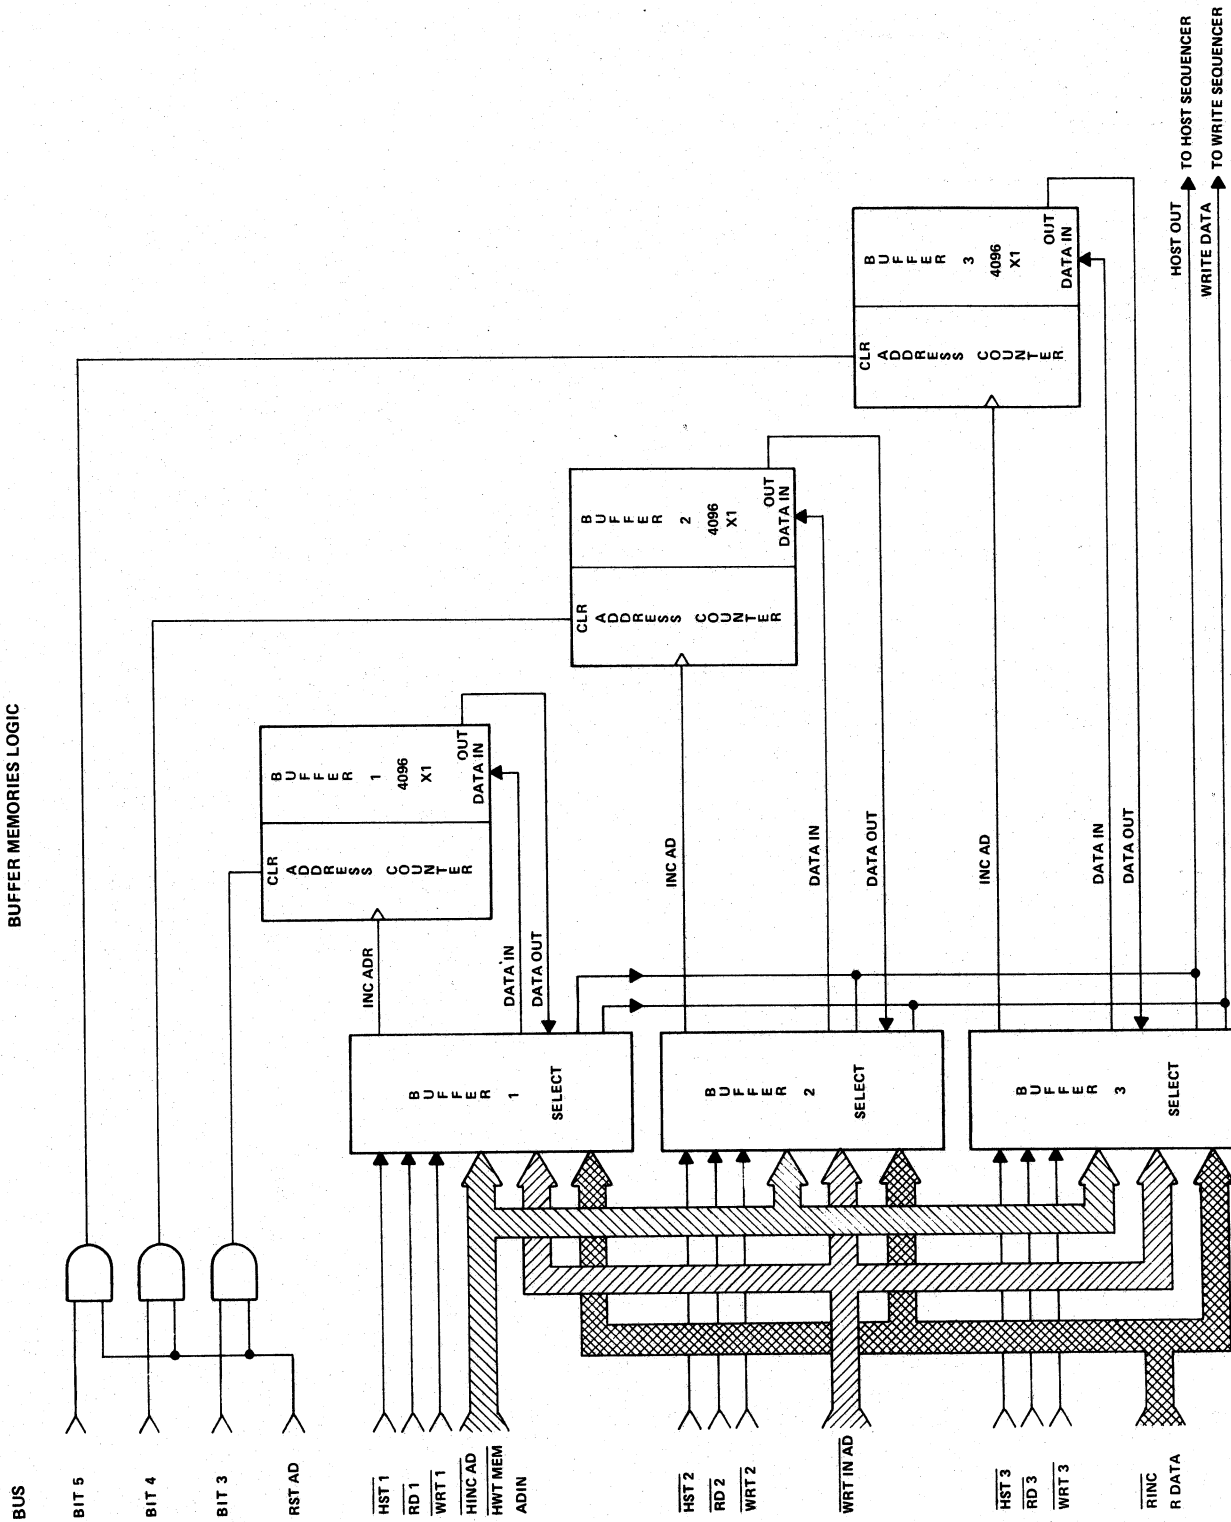 BUFFER MEMORIES LOGIC
BUS
BIT 5
BIT 4
BIT 3
RST AD
HST 1
RD 1
WRT 1
HINC AD
HWT MEM
ADIN
HST 2
RD 2
WRT 2
WRT IN AD
HST 3
RD 3
WRT 3
RINC
R DATA
BUFFER 1
SELECT
BUFFER 2
SELECT
BUFFER 3
SELECT
INC ADR
DATA IN
DATA OUT
INC AD
DATA IN
DATA OUT
INC AD
DATA IN
DATA OUT
CLR
ADDRESS COUNTER
BUFFER 1
4096
X1
OUT
DATA IN
CLR
ADDRESS COUNTER
BUFFER 2
4096
X1
OUT
DATA IN
CLR
ADDRESS COUNTER
BUFFER 3
4096
X1
OUT
DATA IN
HOST OUT
TO HOST SEQUENCER
WRITE DATA
TO WRITE SEQUENCER